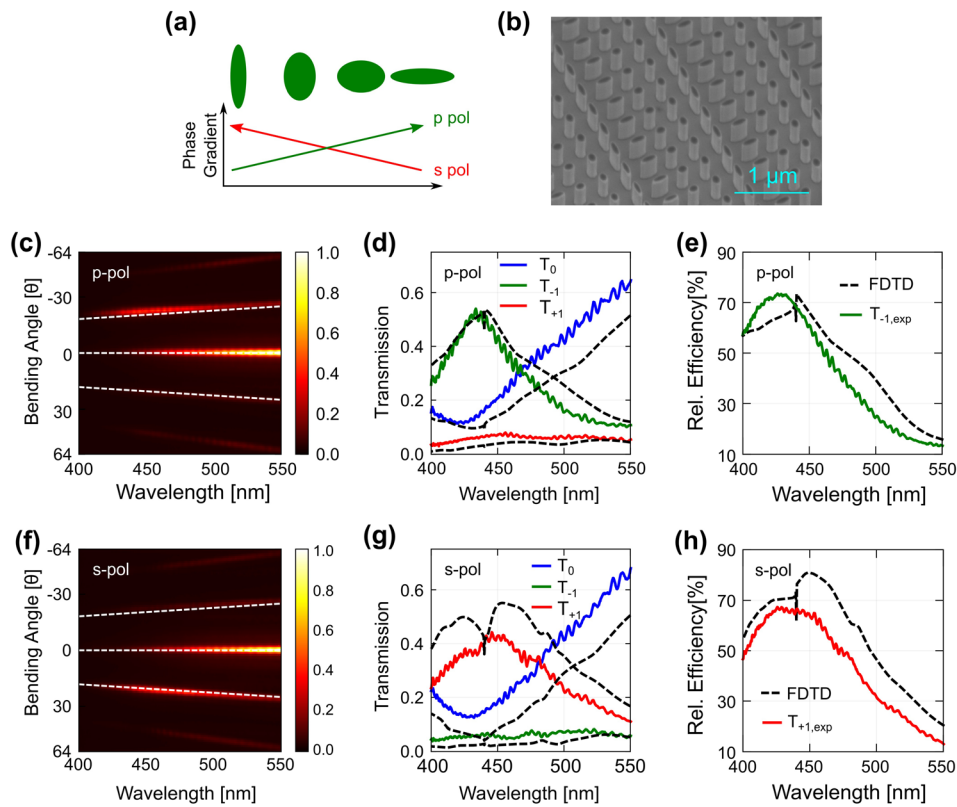 (a)
Phase
Gradient
p pol
s pol
(b)
1 μm
(c)
p-pol
Bending Angle [θ]
-64
-30
0
30
64
400
450
500
550
Wavelength [nm]
1.0
0.8
0.6
0.4
0.2
0.0
(d)
p-pol
T0
T-1
T+1
Transmission
0.6
0.4
0.2
0.0
400
450
500
550
Wavelength [nm]
(e)
p-pol
FDTD
T-1,exp
Rel. Efficiency[%]
90
70
50
30
10
400
450
500
550
Wavelength [nm]
(f)
s-pol
Bending Angle [θ]
-64
-30
0
30
64
400
450
500
550
Wavelength [nm]
1.0
0.8
0.6
0.4
0.2
0.0
(g)
s-pol
T0
T-1
T+1
Transmission
0.6
0.4
0.2
0.0
400
450
500
550
Wavelength [nm]
(h)
s-pol
FDTD
T+1,exp
Rel. Efficiency[%]
90
70
50
30
10
400
450
500
550
Wavelength [nm]